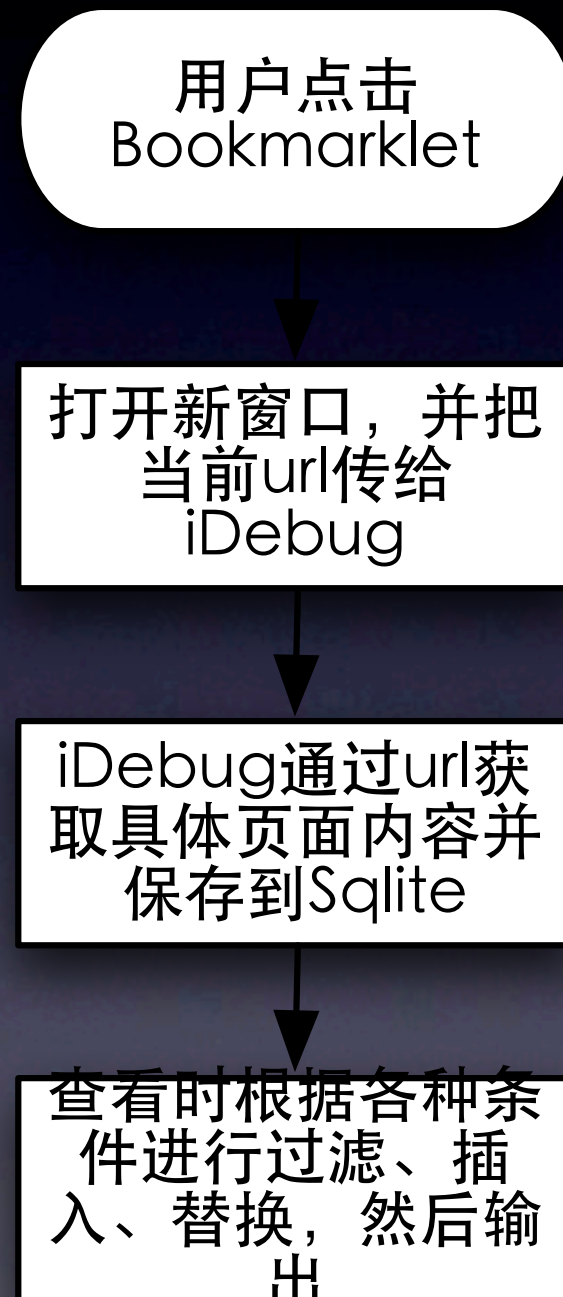 用户点击
Bookmarklet
打开新窗口，并把
当前url传给
iDebug
iDebug通过url获
取具体页面内容并
保存到Sqlite
查看时根据各种条
件进行过滤、插
入、替换，然后输
出